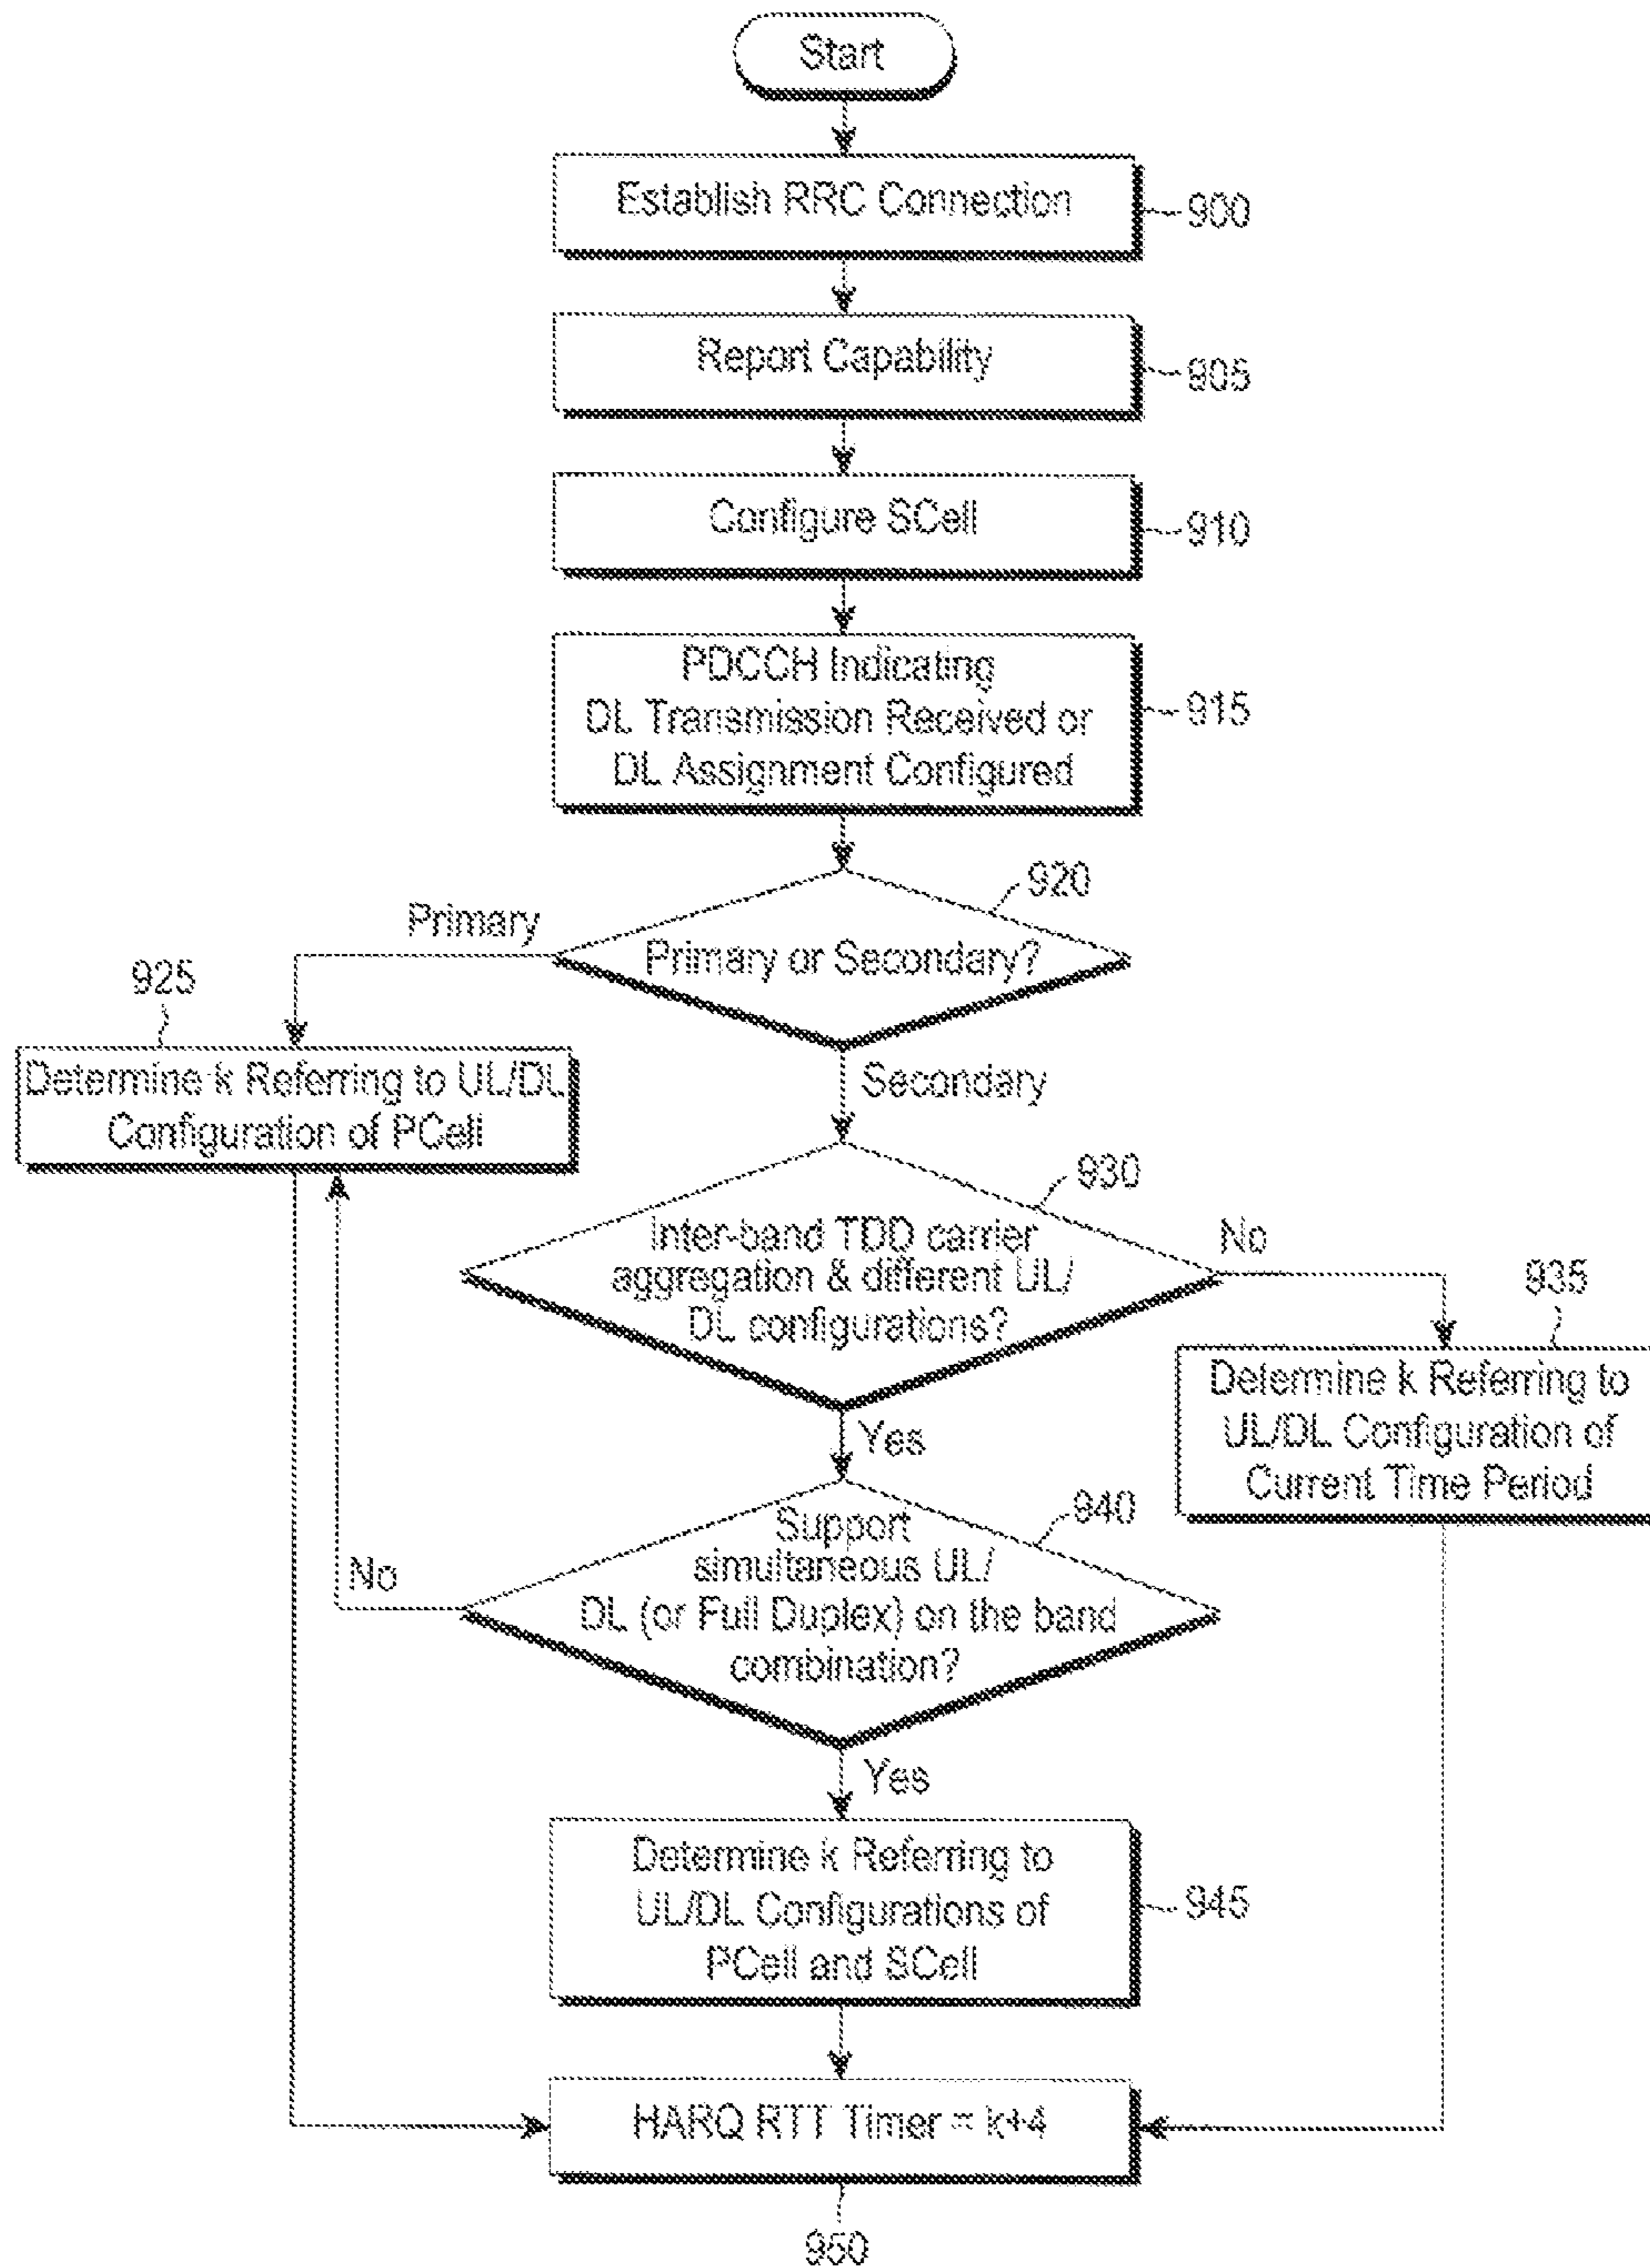 Start
Establish RRC Connection
900
Report Capability
905
Configure SCell
910
PDCCH Indicating
DL Transmission Received or
DL Assignment Configured
915
920
Primary or Secondary?
Primary
925
Determine k Referring to UL/DL
Configuration of PCell
Secondary
930
Inter-band TDD carrier
aggregation & different UL/
DL configurations?
No
935
Determine k Referring to
UL/DL Configuration of
Current Time Period
Yes
940
Support
simultaneous UL/
DL (or Full Duplex) on the band
combination?
No
Yes
Determine k Referring to
UL/DL Configurations of
PCell and SCell
945
HARQ RTT Timer = k+4
950